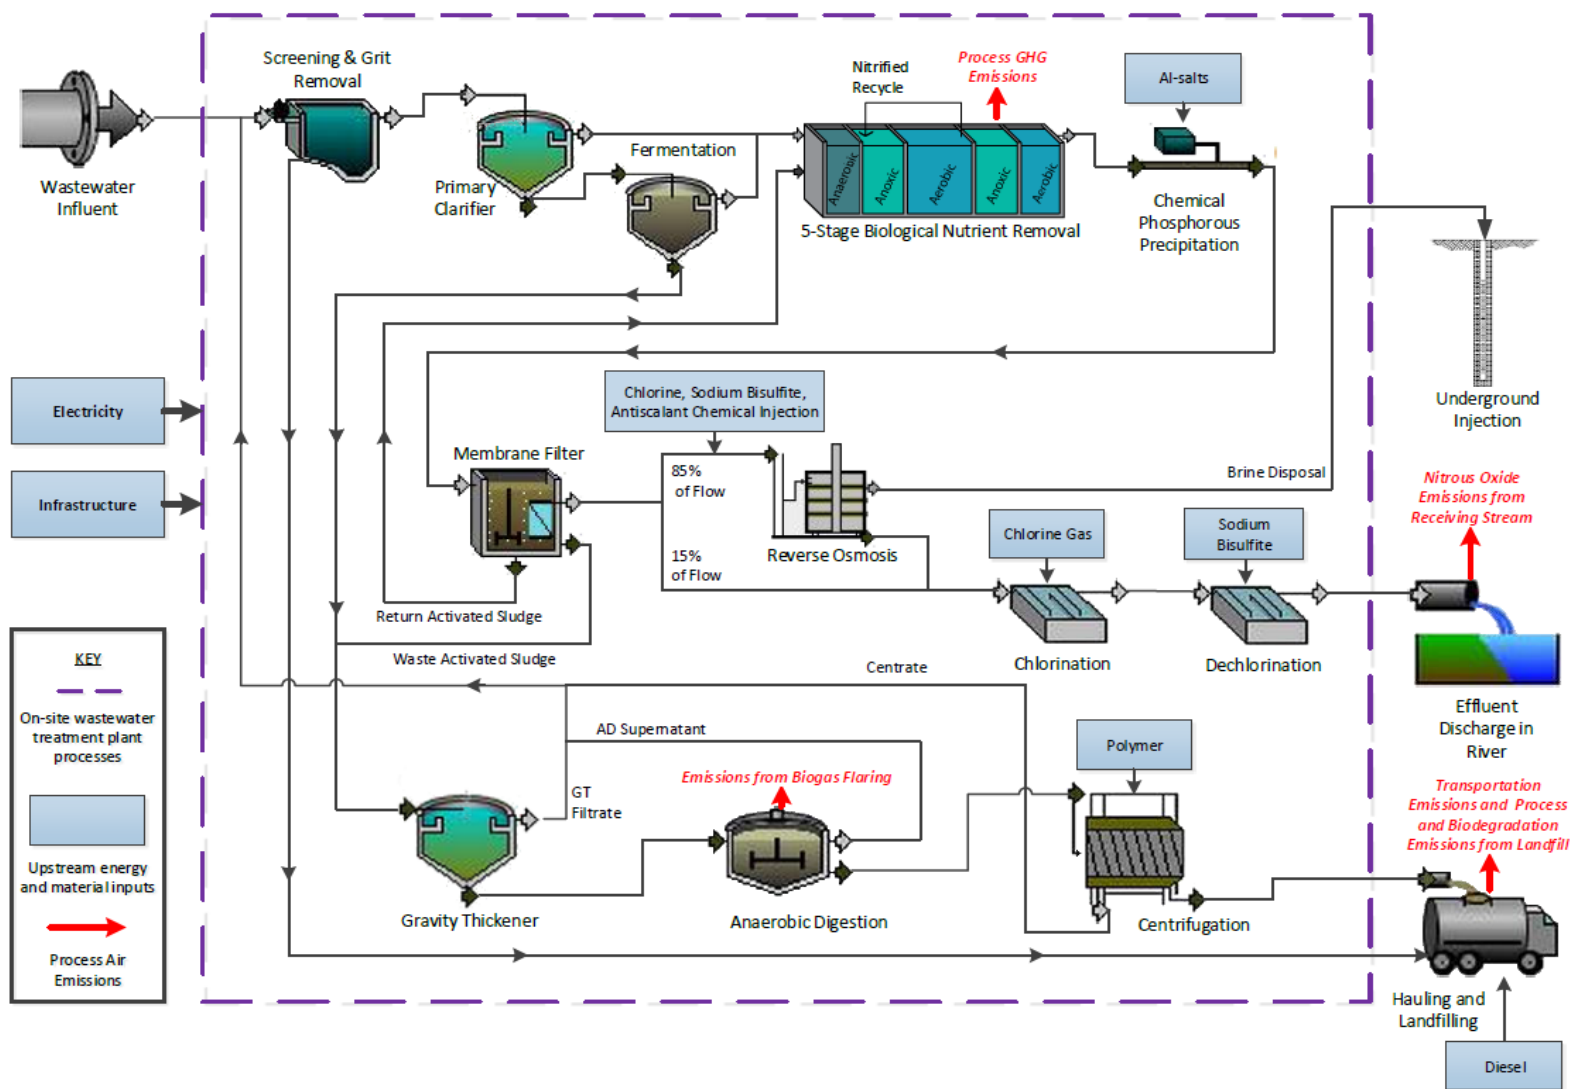 Screening & Grit
Removal
Wastewater
Influent
Primary
Clarifier
Fermentation
Nitrified
Recycle
Process GHG
Emissions
Al-salts
Anaerobic
Anoxic
Aerobic
Anoxic
Aerobic
5-Stage Biological Nutrient Removal
Chemical
Phosphorous
Precipitation
Underground
Injection
Electricity
Infrastructure
Chlorine, Sodium Bisulfite,
Antiscalant Chemical Injection
Membrane Filter
85%
of Flow
15%
of Flow
Reverse Osmosis
Brine Disposal
Chlorine Gas
Sodium
Bisulfite
Nitrous Oxide
Emissions from
Receiving Stream
Return Activated Sludge
Waste Activated Sludge
Chlorination
Dechlorination
Effluent
Discharge in
River
Centrate
AD Supernatant
GT
Filtrate
Emissions from Biogas Flaring
Polymer
Gravity Thickener
Anaerobic Digestion
Centrifugation
Transportation
Emissions and Process
and Biodegradation
Emissions from Landfill
Hauling and
Landfilling
Diesel
KEY
On-site wastewater
treatment plant
processes
Upstream energy
and material inputs
Process Air
Emissions